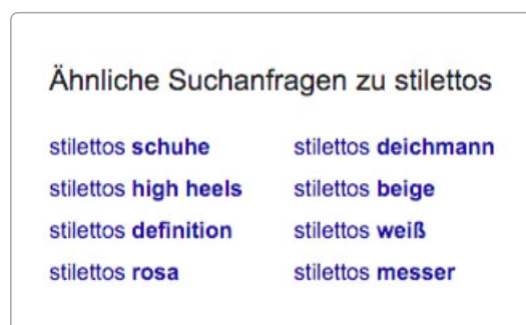 Ähnliche Suchanfragen zu stilettos
stilettos schuhe
stilettos high heels
stilettos definition
stilettos rosa
stilettos deichmann
stilettos beige
stilettos weiß
stilettos messer